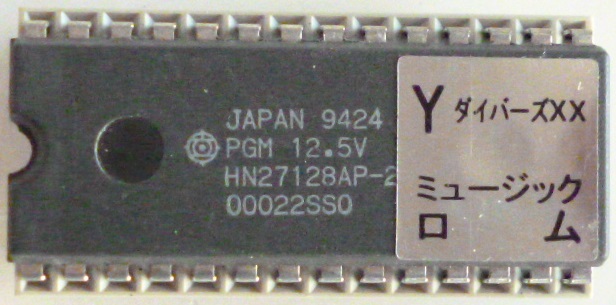 JAPAN 9424
PGM 12.5V
HN27128AP-2
00022SS0
Y ダイバーズXX
ミュージック
ロム